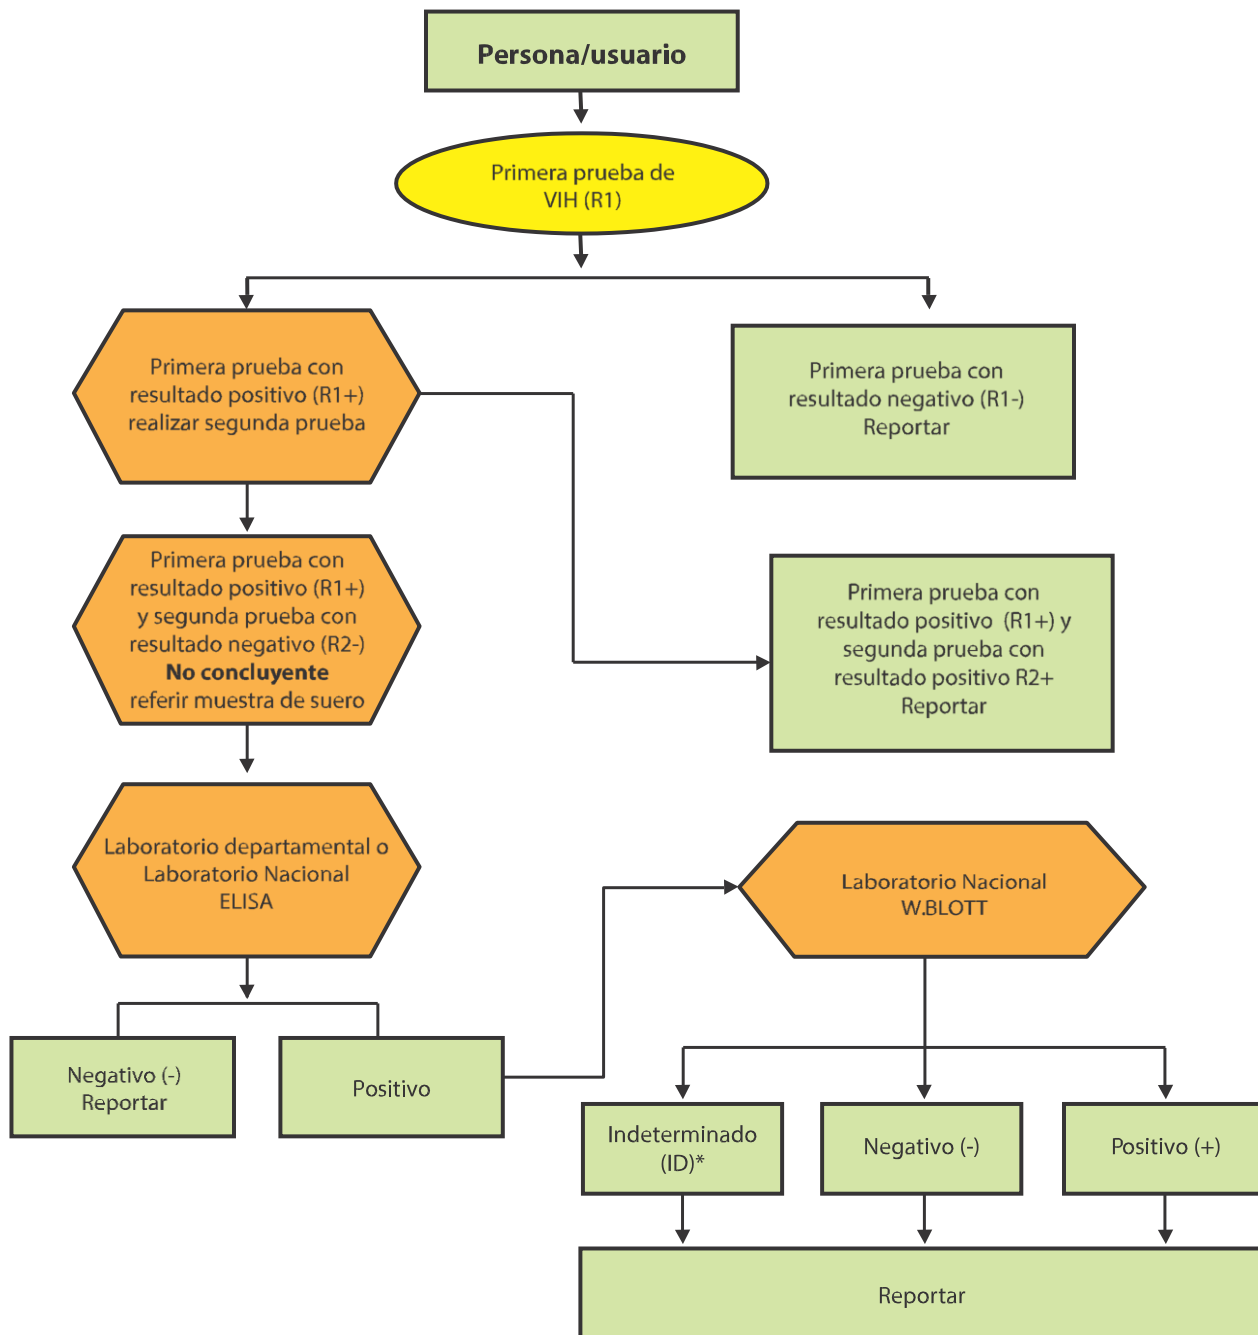 Persona/usuario
Primera prueba de
VIH (R1)
Primera prueba con
resultado positivo (R1+)
realizar segunda prueba
Primera prueba con
resultado negativo (R1-)
Reportar
Primera prueba con
resultado positivo (R1+)
y segunda prueba con
resultado negativo (R2-)
No concluyente
referir muestra de suero
Primera prueba con
resultado positivo (R1+) y
segunda prueba con
resultado positivo R2+
Reportar
Laboratorio departamental o
Laboratorio Nacional
ELISA
Laboratorio Nacional
W.BLOTT
Negativo (-)
Reportar
Positivo
Indeterminado
(ID)*
Negativo (-)
Positivo (+)
Reportar